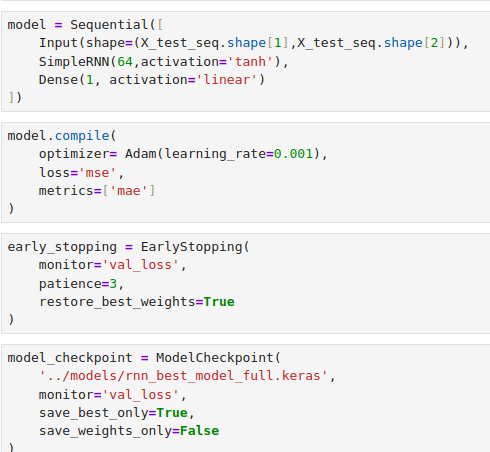 model = Sequential([
    Input(shape=(X_test_seq.shape[1],X_test_seq.shape[2])),
    SimpleRNN(64,activation='tanh'),
    Dense(1, activation='linear')
])
model.compile(
    optimizer= Adam(learning_rate=0.001),
    loss='mse',
    metrics=['mae']
)
early_stopping = EarlyStopping(
    monitor='val_loss',
    patience=3,
    restore_best_weights=True
)
model_checkpoint = ModelCheckpoint(
    '../models/rnn_best_model_full.keras',
    monitor='val_loss',
    save_best_only=True,
    save_weights_only=False
)